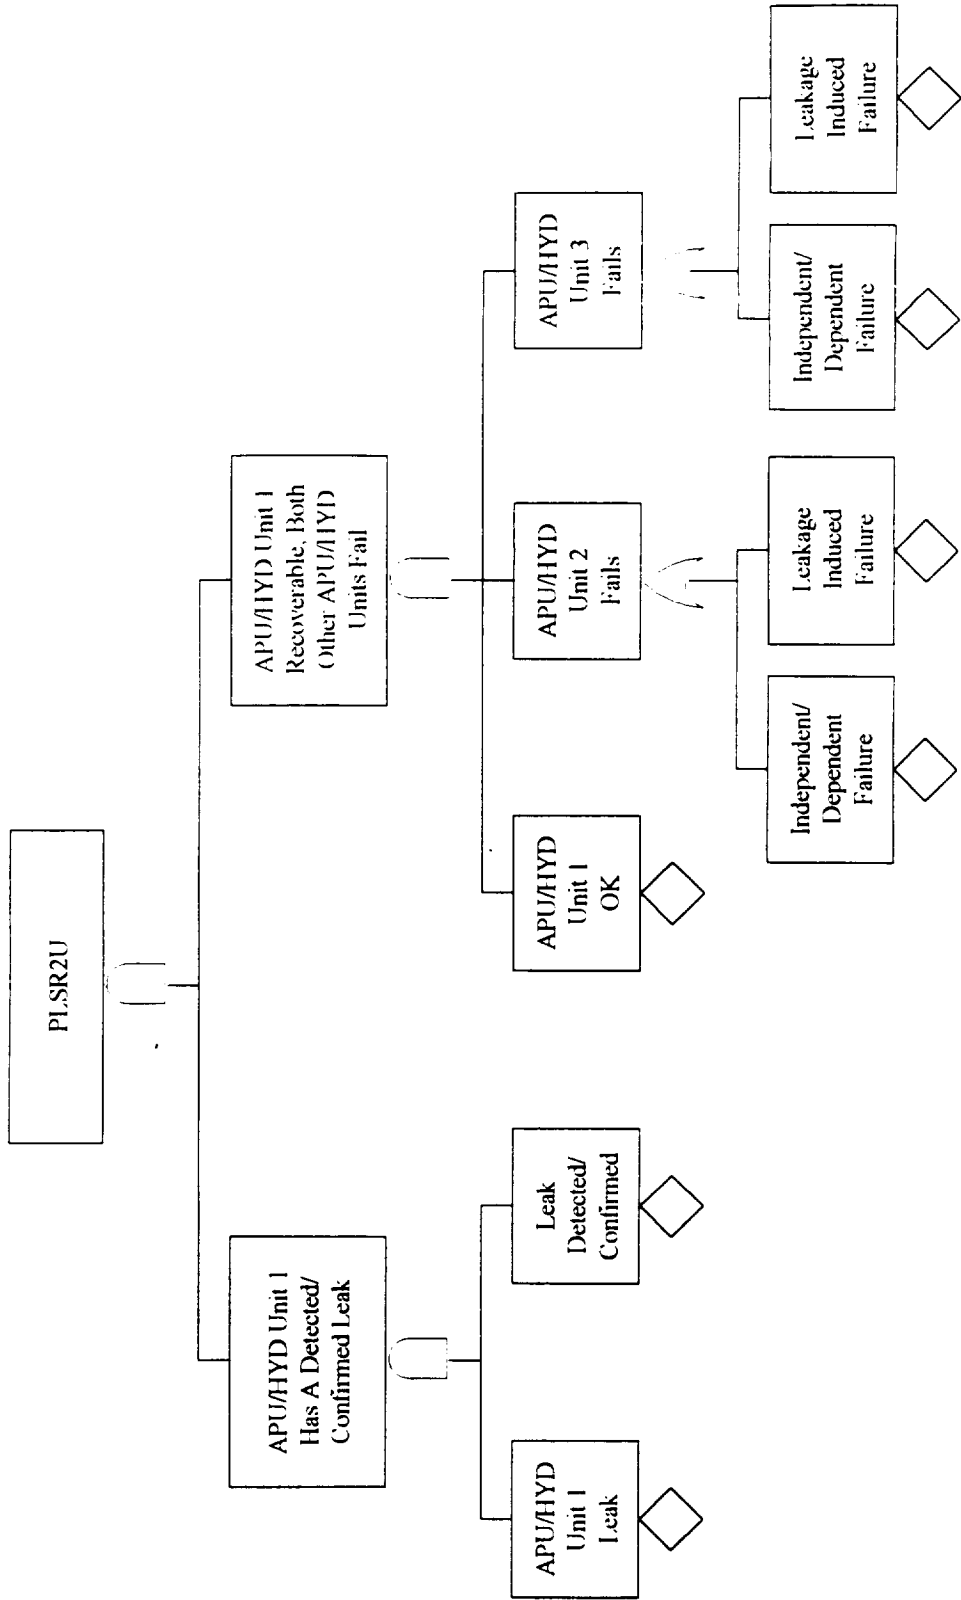 PLSR2U
APU/HYD Unit 1
Has A Detected/
Confirmed Leak
APU/HYD Unit 1
Recoverable, Both
Other APU/HYD
Units Fail
APU/HYD
Unit 1
Leak
Leak
Detected/
Confirmed
APU/HYD
Unit 1
OK
APU/HYD
Unit 2
Fails
APU/HYD
Unit 3
Fails
Independent/
Dependent
Failure
Leakage
Induced
Failure
Independent/
Dependent
Failure
Leakage
Induced
Failure